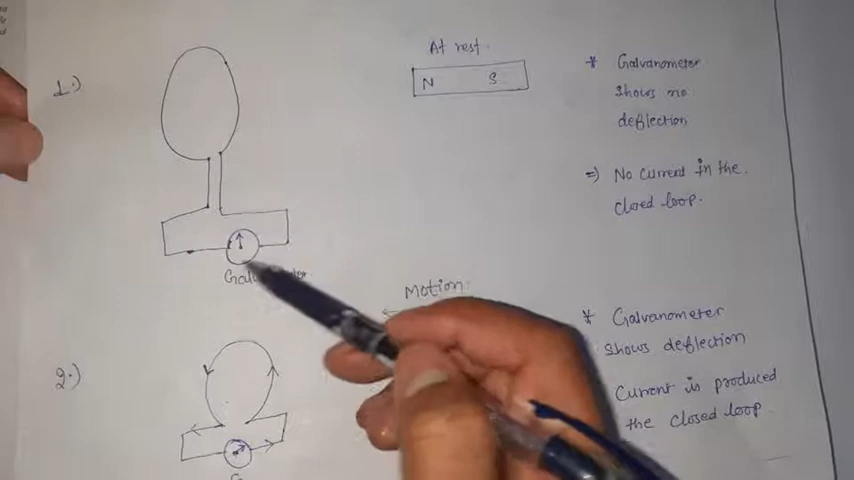 1.)
At rest.
N S
* Galvanometer
shows no
deflection
=) No current in the
closed loop.
Motion
* Galvanometer
shows deflection
Current is produced
the closed loop.
2.)